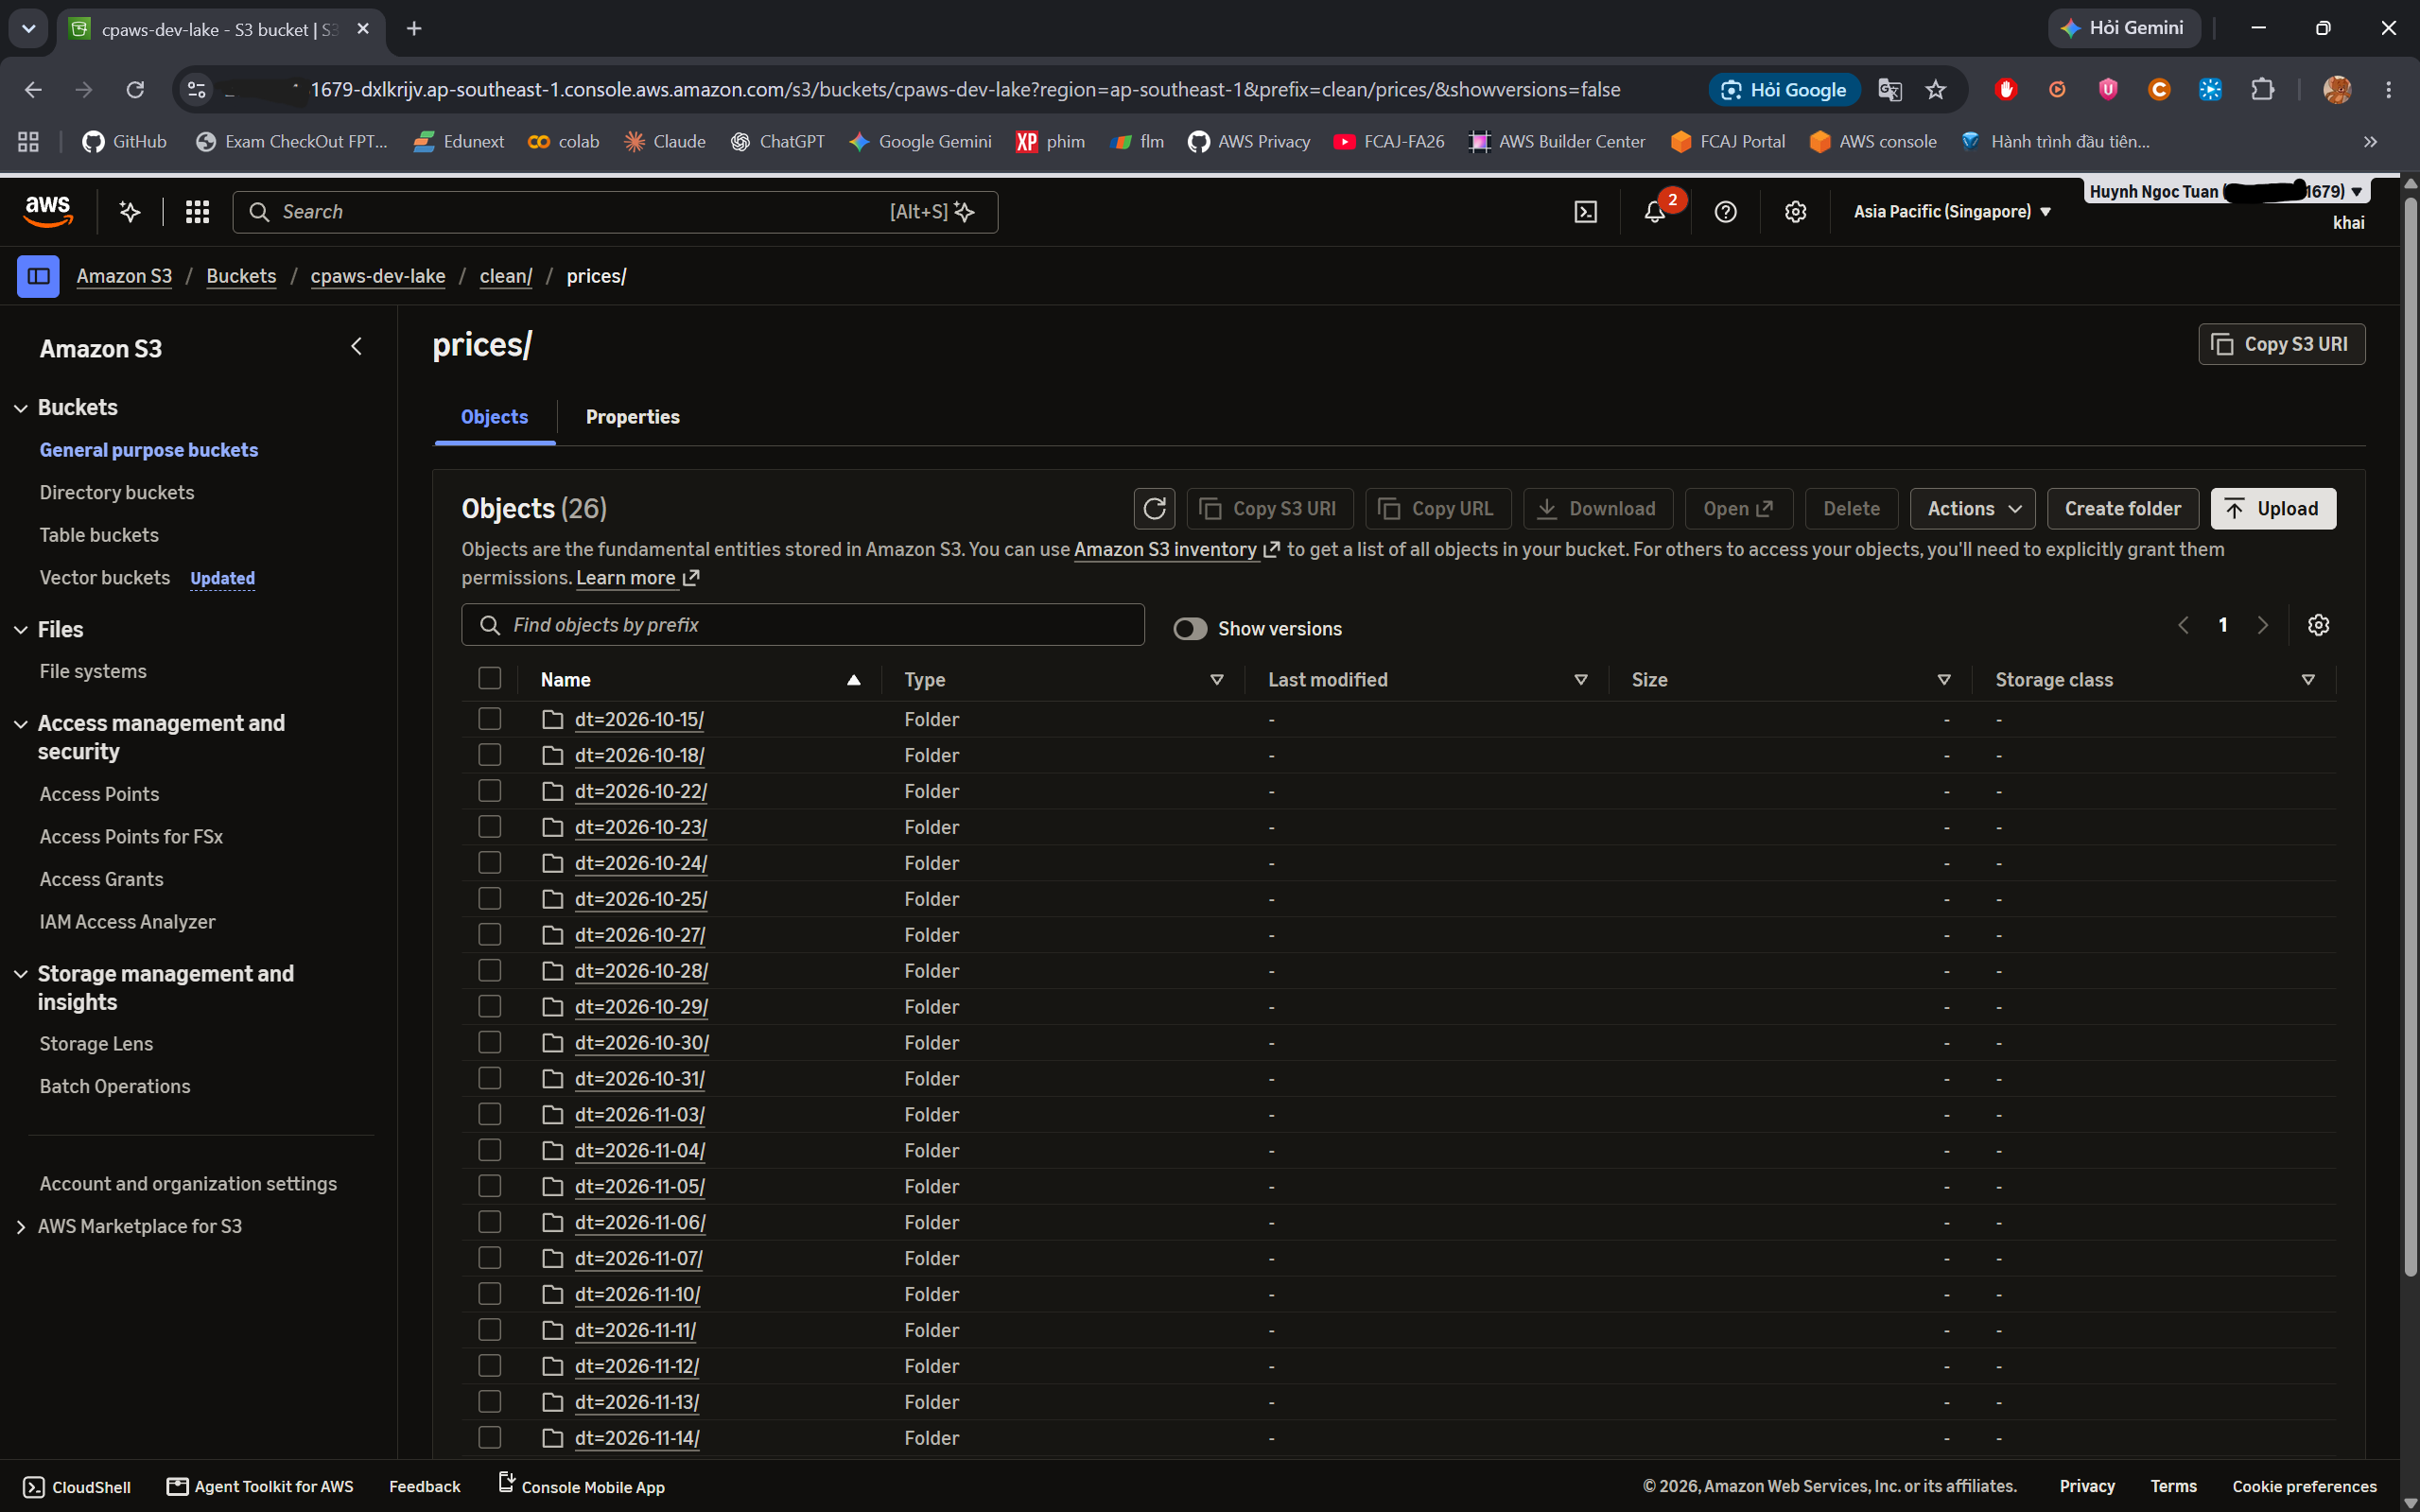 cpaws-dev-lake - S3 bucket | S3
Hỏi Gemini
1679-dxlkrijv.ap-southeast-1.console.aws.amazon.com/s3/buckets/cpaws-dev-lake?region=ap-southeast-1&prefix=clean/prices/&showversions=false
Hỏi Google
GitHub
Exam CheckOut FPT...
Edunext
colab
Claude
ChatGPT
Google Gemini
XP phim
flm
AWS Privacy
FCAJ-FA26
AWS Builder Center
FCAJ Portal
AWS console
Hành trình đầu tiên...
aws
Search
[Alt+S]
2
Asia Pacific (Singapore)
Huynh Ngoc Tuan (
1679)
khai
Amazon S3 / Buckets / cpaws-dev-lake / clean/ / prices/
Amazon S3
Buckets
General purpose buckets
Directory buckets
Table buckets
Vector buckets Updated
Files
File systems
Access management and
security
Access Points
Access Points for FSx
Access Grants
IAM Access Analyzer
Storage management and
insights
Storage Lens
Batch Operations
Account and organization settings
AWS Marketplace for S3
prices/
Copy S3 URI
Objects
Properties
Objects (26)
Copy S3 URI
Copy URL
Download
Open
Delete
Actions
Create folder
Upload
Objects are the fundamental entities stored in Amazon S3. You can use Amazon S3 inventory to get a list of all objects in your bucket. For others to access your objects, you'll need to explicitly grant them
permissions. Learn more
Find objects by prefix
Show versions
1
Name Type Last modified Size Storage class
dt=2026-10-15/ Folder - - -
dt=2026-10-18/ Folder - - -
dt=2026-10-22/ Folder - - -
dt=2026-10-23/ Folder - - -
dt=2026-10-24/ Folder - - -
dt=2026-10-25/ Folder - - -
dt=2026-10-27/ Folder - - -
dt=2026-10-28/ Folder - - -
dt=2026-10-29/ Folder - - -
dt=2026-10-30/ Folder - - -
dt=2026-10-31/ Folder - - -
dt=2026-11-03/ Folder - - -
dt=2026-11-04/ Folder - - -
dt=2026-11-05/ Folder - - -
dt=2026-11-06/ Folder - - -
dt=2026-11-07/ Folder - - -
dt=2026-11-10/ Folder - - -
dt=2026-11-11/ Folder - - -
dt=2026-11-12/ Folder - - -
dt=2026-11-13/ Folder - - -
dt=2026-11-14/ Folder - - -
CloudShell
Agent Toolkit for AWS
Feedback
Console Mobile App
© 2026, Amazon Web Services, Inc. or its affiliates.
Privacy
Terms
Cookie preferences